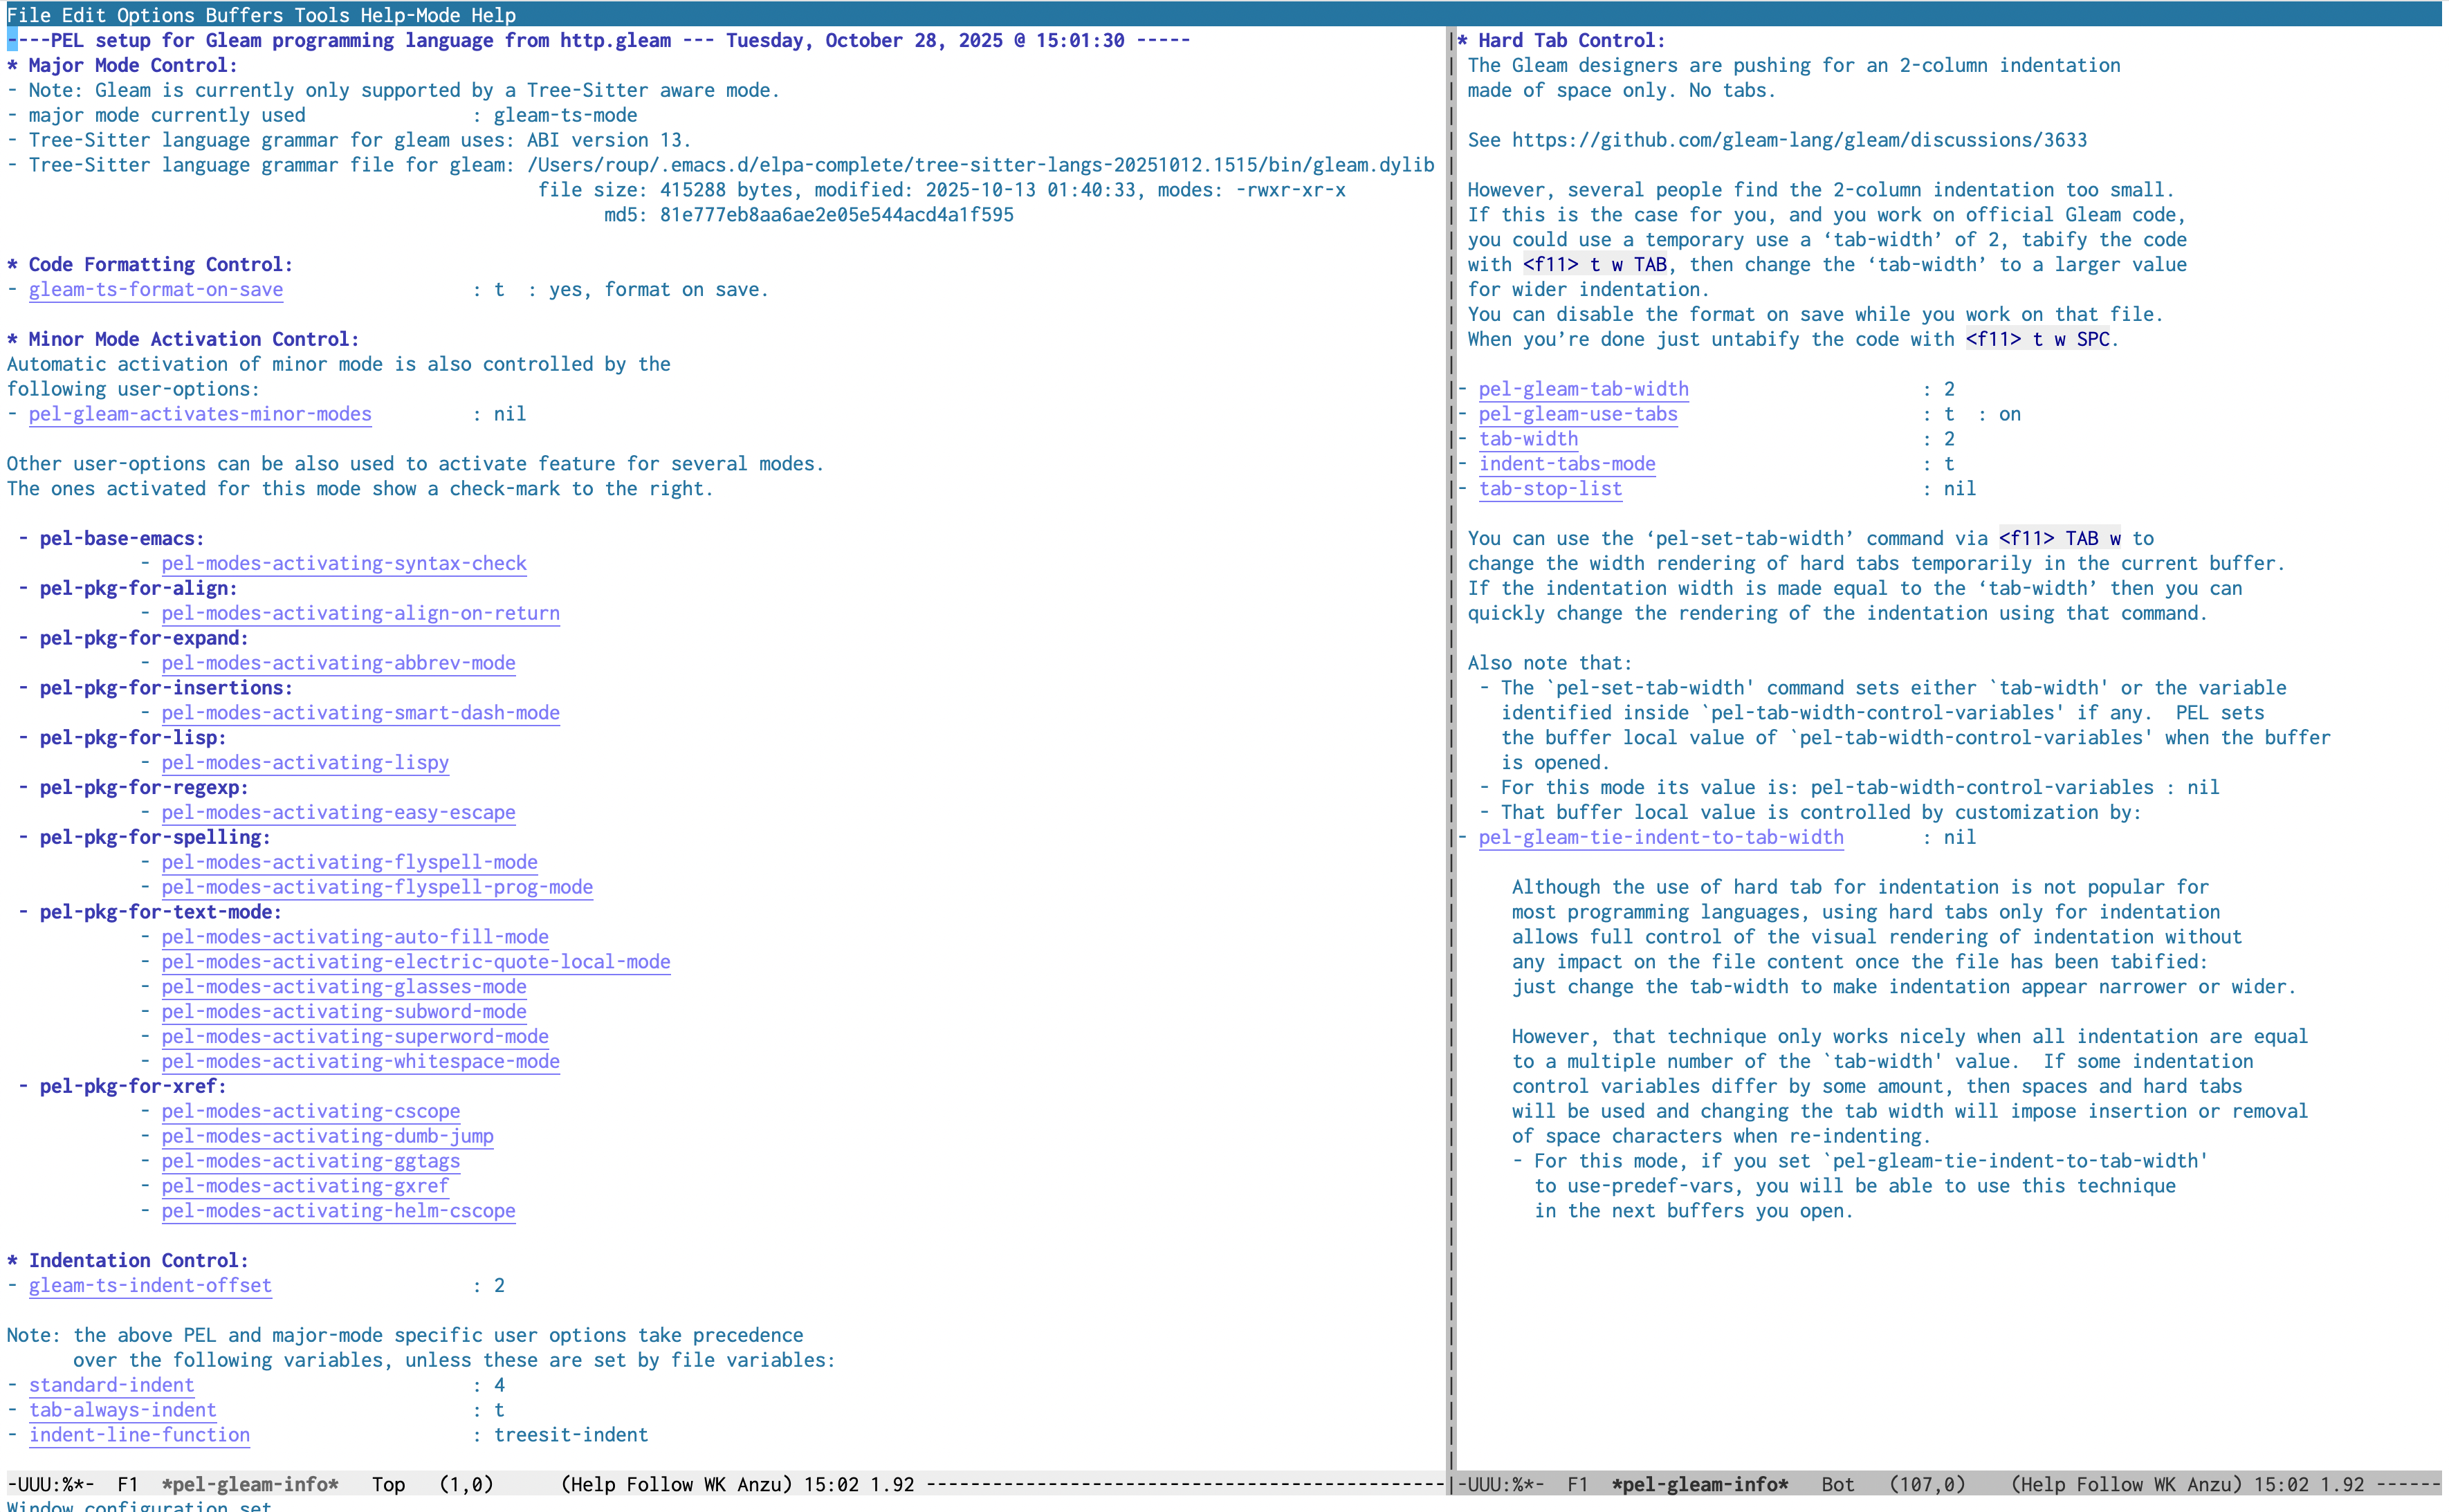 File Edit Options Buffers Tools Help-Mode Help
----PEL setup for Gleam programming language from http.gleam --- Tuesday, October 28, 2025 @ 15:01:30 -----
* Major Mode Control:
- Note: Gleam is currently only supported by a Tree-Sitter aware mode.
- major mode currently used : gleam-ts-mode
- Tree-Sitter language grammar for gleam uses: ABI version 13.
- Tree-Sitter language grammar file for gleam: /Users/roup/.emacs.d/elpa-complete/tree-sitter-langs-20251012.1515/bin/gleam.dylib
file size: 415288 bytes, modified: 2025-10-13 01:40:33, modes: -rwxr-xr-x
md5: 81e777eb8aa6ae2e05e544acd4a1f595
* Code Formatting Control:
- gleam-ts-format-on-save : t : yes, format on save.
* Minor Mode Activation Control:
Automatic activation of minor mode is also controlled by the
following user-options:
- pel-gleam-activates-minor-modes : nil
Other user-options can be also used to activate feature for several modes.
The ones activated for this mode show a check-mark to the right.
- pel-base-emacs:
- pel-modes-activating-syntax-check
- pel-pkg-for-align:
- pel-modes-activating-align-on-return
- pel-pkg-for-expand:
- pel-modes-activating-abbrev-mode
- pel-pkg-for-insertions:
- pel-modes-activating-smart-dash-mode
- pel-pkg-for-lisp:
- pel-modes-activating-lispy
- pel-pkg-for-regexp:
- pel-modes-activating-easy-escape
- pel-pkg-for-spelling:
- pel-modes-activating-flyspell-mode
- pel-modes-activating-flyspell-prog-mode
- pel-pkg-for-text-mode:
- pel-modes-activating-auto-fill-mode
- pel-modes-activating-electric-quote-local-mode
- pel-modes-activating-glasses-mode
- pel-modes-activating-subword-mode
- pel-modes-activating-superword-mode
- pel-modes-activating-whitespace-mode
- pel-pkg-for-xref:
- pel-modes-activating-cscope
- pel-modes-activating-dumb-jump
- pel-modes-activating-ggtags
- pel-modes-activating-gxref
- pel-modes-activating-helm-cscope
* Indentation Control:
- gleam-ts-indent-offset : 2
Note: the above PEL and major-mode specific user options take precedence
over the following variables, unless these are set by file variables:
- standard-indent : 4
- tab-always-indent : t
- indent-line-function : treesit-indent
-UUU:%*- F1 *pel-gleam-info* Top (1,0) (Help Follow WK Anzu) 15:02 1.92 -----------------------------------------------
Window configuration set
* Hard Tab Control:
The Gleam designers are pushing for an 2-column indentation
made of space only. No tabs.
See https://github.com/gleam-lang/gleam/discussions/3633
However, several people find the 2-column indentation too small.
If this is the case for you, and you work on official Gleam code,
you could use a temporary use a ‘tab-width’ of 2, tabify the code
with <f11> t w TAB, then change the ‘tab-width’ to a larger value
for wider indentation.
You can disable the format on save while you work on that file.
When you’re done just untabify the code with <f11> t w SPC.
- pel-gleam-tab-width : 2
- pel-gleam-use-tabs : t : on
- tab-width : 2
- indent-tabs-mode : t
- tab-stop-list : nil
You can use the ‘pel-set-tab-width’ command via <f11> TAB w to
change the width rendering of hard tabs temporarily in the current buffer.
If the indentation width is made equal to the ‘tab-width’ then you can
quickly change the rendering of the indentation using that command.
Also note that:
- The `pel-set-tab-width' command sets either `tab-width' or the variable
identified inside `pel-tab-width-control-variables' if any. PEL sets
the buffer local value of `pel-tab-width-control-variables' when the buffer
is opened.
- For this mode its value is: pel-tab-width-control-variables : nil
- That buffer local value is controlled by customization by:
- pel-gleam-tie-indent-to-tab-width : nil
Although the use of hard tab for indentation is not popular for
most programming languages, using hard tabs only for indentation
allows full control of the visual rendering of indentation without
any impact on the file content once the file has been tabified:
just change the tab-width to make indentation appear narrower or wider.
However, that technique only works nicely when all indentation are equal
to a multiple number of the `tab-width' value. If some indentation
control variables differ by some amount, then spaces and hard tabs
will be used and changing the tab width will impose insertion or removal
of space characters when re-indenting.
- For this mode, if you set `pel-gleam-tie-indent-to-tab-width'
to use-predef-vars, you will be able to use this technique
in the next buffers you open.
-UUU:%*- F1 *pel-gleam-info* Bot (107,0) (Help Follow WK Anzu) 15:02 1.92 ------